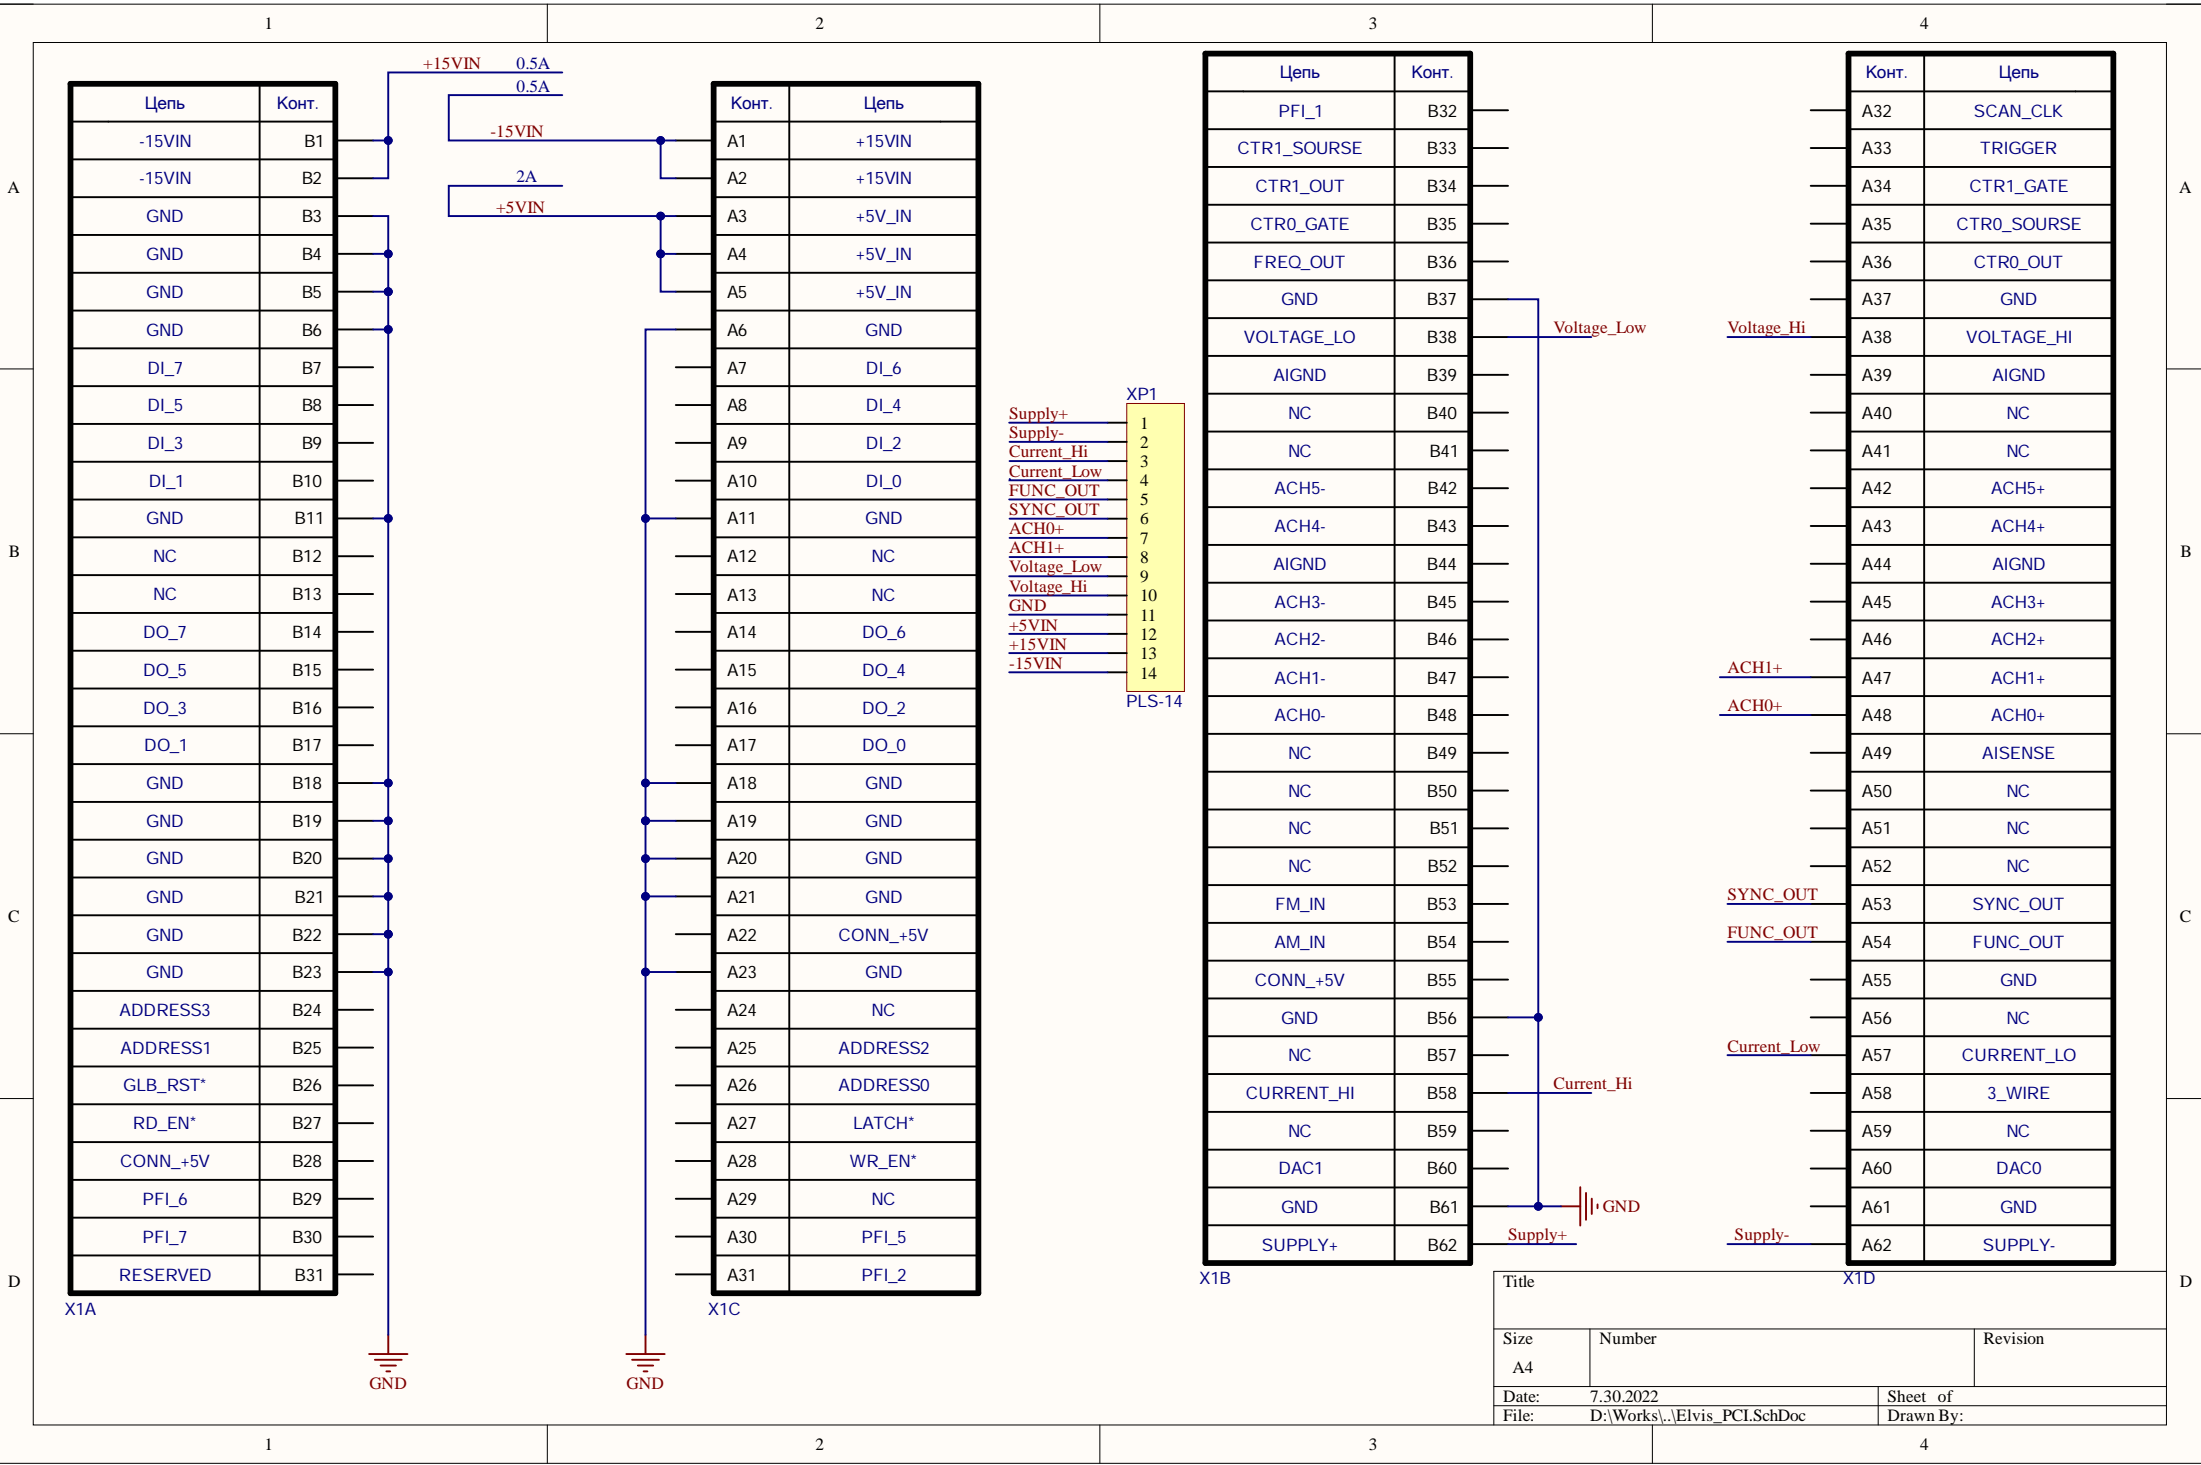 1 2 3 4
+15VIN 0.5A
0.5A
-15VIN
2A
+5VIN
Цепь Конт.
-15VIN B1
-15VIN B2
GND B3
GND B4
GND B5
GND B6
DI_7 B7
DI_5 B8
DI_3 B9
DI_1 B10
GND B11
NC B12
NC B13
DO_7 B14
DO_5 B15
DO_3 B16
DO_1 B17
GND B18
GND B19
GND B20
GND B21
GND B22
GND B23
ADDRESS3 B24
ADDRESS1 B25
GLB_RST* B26
RD_EN* B27
CONN_+5V B28
PFI_6 B29
PFI_7 B30
RESERVED B31
X1A
GND
Конт. Цепь
A1 +15VIN
A2 +15VIN
A3 +5V_IN
A4 +5V_IN
A5 +5V_IN
A6 GND
A7 DI_6
A8 DI_4
A9 DI_2
A10 DI_0
A11 GND
A12 NC
A13 NC
A14 DO_6
A15 DO_4
A16 DO_2
A17 DO_0
A18 GND
A19 GND
A20 GND
A21 GND
A22 CONN_+5V
A23 GND
A24 NC
A25 ADDRESS2
A26 ADDRESS0
A27 LATCH*
A28 WR_EN*
A29 NC
A30 PFI_5
A31 PFI_2
X1C
GND
XP1
Supply+ 1
Supply- 2
Current_Hi 3
Current_Low 4
FUNC_OUT 5
SYNC_OUT 6
ACH0+ 7
ACH1+ 8
Voltage_Low 9
Voltage_Hi 10
GND 11
+5VIN 12
+15VIN 13
-15VIN 14
PLS-14
Цепь Конт.
PFI_1 B32
CTR1_SOURSE B33
CTR1_OUT B34
CTR0_GATE B35
FREQ_OUT B36
GND B37
VOLTAGE_LO B38 Voltage_Low
AIGND B39
NC B40
NC B41
ACH5- B42
ACH4- B43
AIGND B44
ACH3- B45
ACH2- B46
ACH1- B47
ACH0- B48
NC B49
NC B50
NC B51
NC B52
FM_IN B53
AM_IN B54
CONN_+5V B55
GND B56
NC B57
CURRENT_HI B58 Current_Hi
NC B59
DAC1 B60
GND B61 GND
SUPPLY+ B62 Supply+
X1B
Конт. Цепь
A32 SCAN_CLK
A33 TRIGGER
A34 CTR1_GATE
A35 CTR0_SOURSE
A36 CTR0_OUT
A37 GND
Voltage_Hi A38 VOLTAGE_HI
A39 AIGND
A40 NC
A41 NC
A42 ACH5+
A43 ACH4+
A44 AIGND
A45 ACH3+
A46 ACH2+
ACH1+ A47 ACH1+
ACH0+ A48 ACH0+
A49 AISENSE
A50 NC
A51 NC
A52 NC
SYNC_OUT A53 SYNC_OUT
FUNC_OUT A54 FUNC_OUT
A55 GND
A56 NC
Current_Low A57 CURRENT_LO
A58 3_WIRE
A59 NC
A60 DAC0
A61 GND
Supply- A62 SUPPLY-
X1D
A A
B B
C C
D D
Title
Size Number Revision
A4
Date: 7.30.2022 Sheet of
File: D:\Works\..\Elvis_PCI.SchDoc Drawn By:
1 2 3 4